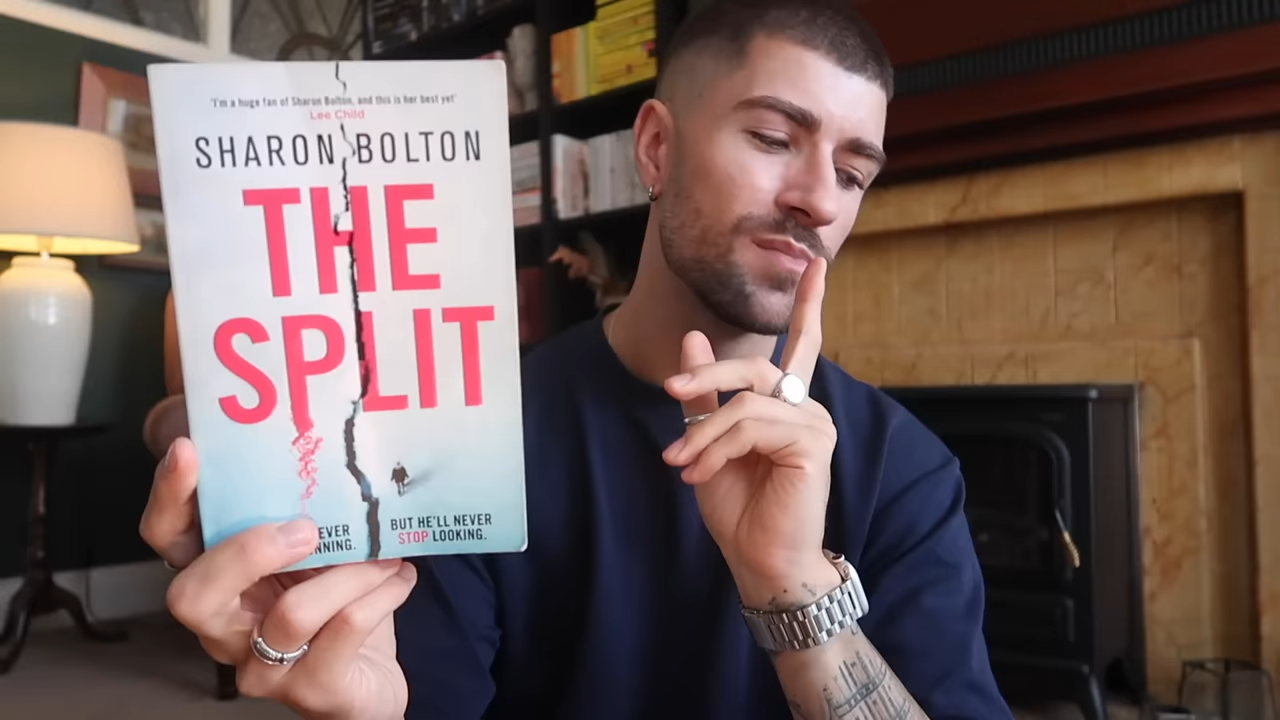 'I'm a huge fan of Sharon Bolton, and this is her best yet'
Lee Child
SHARON BOLTON
THE
SPLIT
BUT HE'LL NEVER
STOP LOOKING.